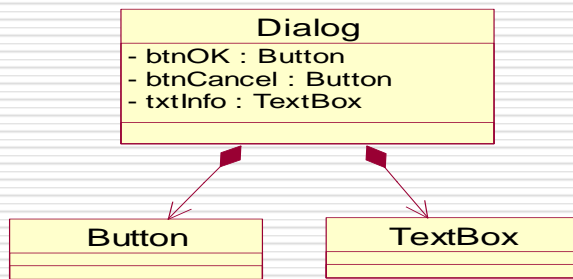 Dialog
- btnOK : Button
- btnCancel : Button
- txtInfo : TextBox
Button
TextBox